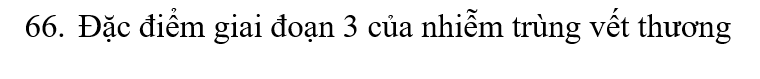 66. Đặc điểm giai đoạn 3 của nhiễm trùng vết thương